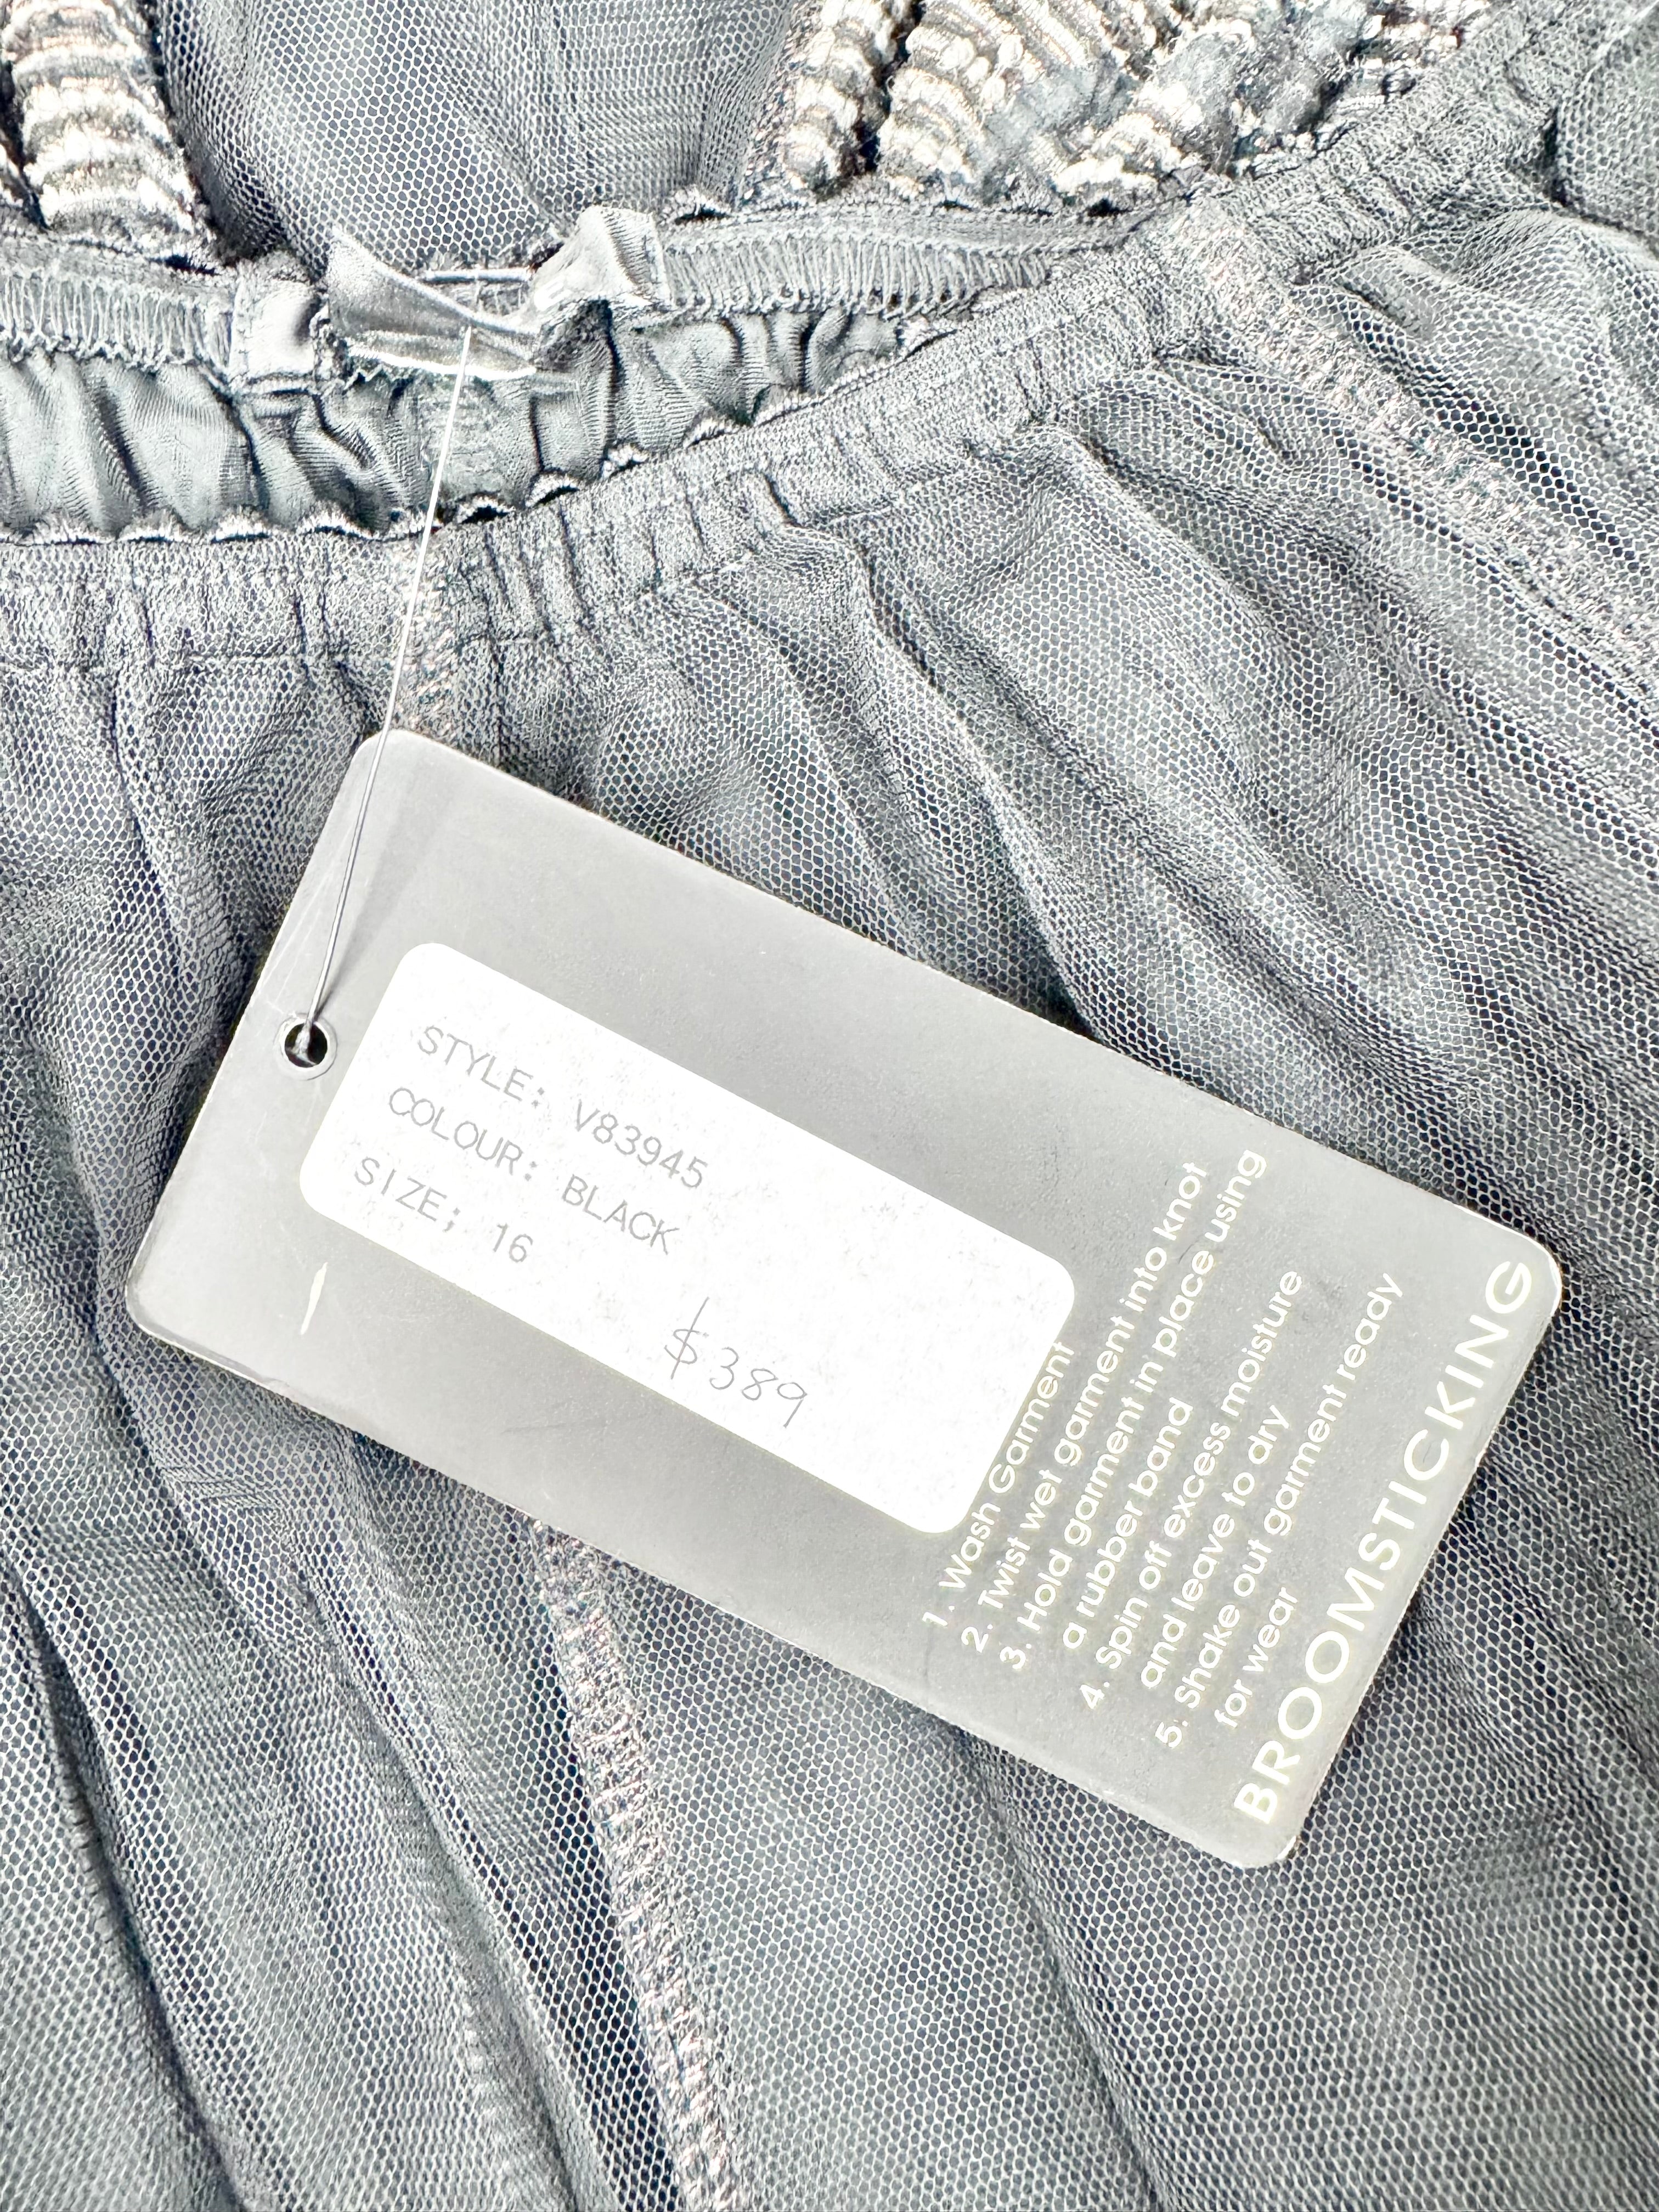 STYLE: V83945
COLOUR: BLACK
SIZE; 16
$389
1. Wash Garment
2. Twist wet garment into knot
3. Hold garment in place using
a rubber band
4. Spin off excess moisture
and leave to dry
5. Shake out garment ready
for wear
BROOMSTICKING